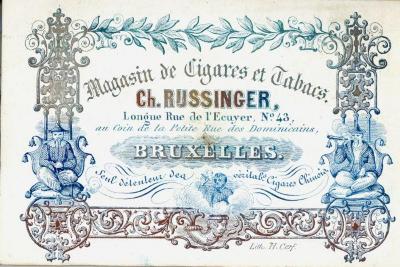 Magasin de Cigares et Tabacs.
Ch. RUSSINGER,
Longue Rue de l'Ecuyer, No 43,
au Coin de la Petite Rue des Dominicains,
BRUXELLES.
Seul détenteur des véritables Cigares Chinois.
Lith. H. Cerf.